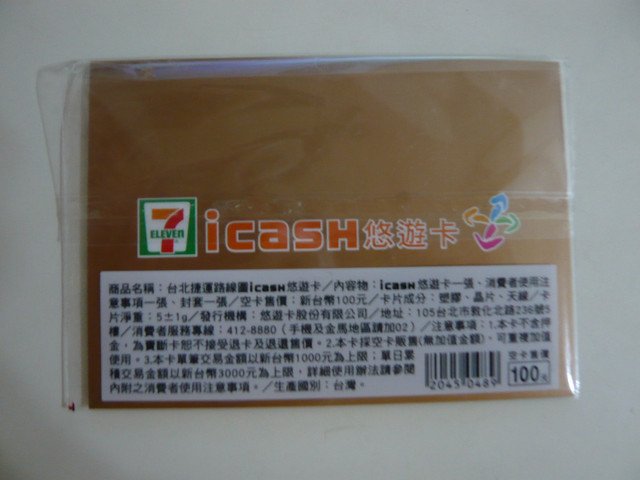 7
ELEVEN
icash 悠遊卡
商品名稱：台北捷運路線圖icash悠遊卡／內容物：icash悠遊卡一張、消費者使用注
意事項一張、封套一張／空卡售價：新台幣100元／卡片成分：塑膠、晶片、天線／卡
片淨重：5±1g／發行機構：悠遊卡股份有限公司／地址：105台北市敦化北路236號5
樓／消費者服務專線：412-8880（手機及金馬地區請加02）／注意事項：1.本卡不含押
金，為賣斷卡恕不接受退卡及退還售價。2.本卡採空卡販售(無加值金額)，可重複加值
使用。3.本卡單筆交易金額以新台幣1000元為上限；單日累
積交易金額以新台幣3000元為上限，詳細使用辦法請參閱
內附之消費者使用注意事項。／生產國別：台灣。
20450489
空卡售價
100元